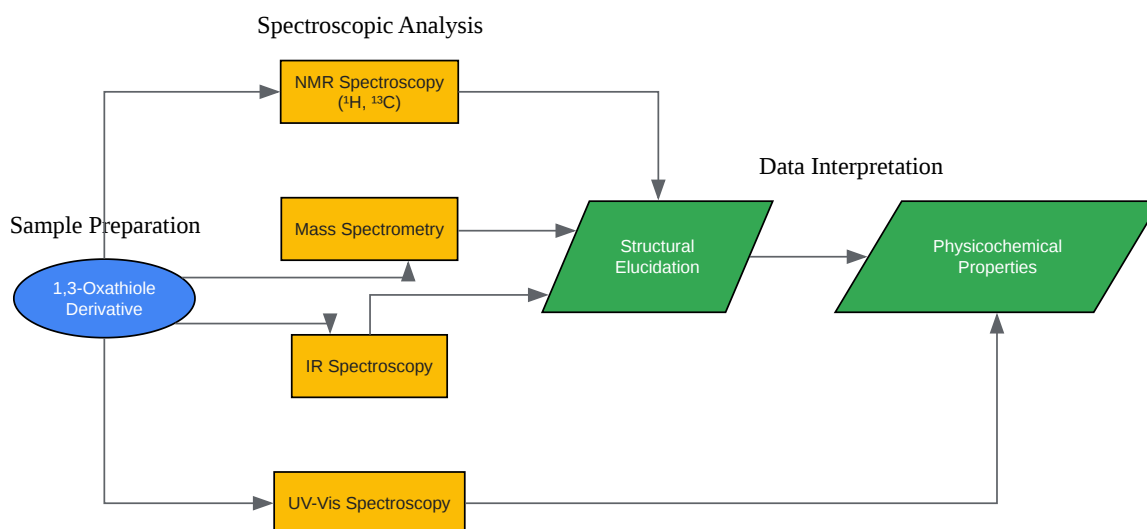 Spectroscopic Analysis
NMR Spectroscopy
(¹H, ¹³C)
Data Interpretation
Sample Preparation
Mass Spectrometry
Structural
Elucidation
Physicochemical
Properties
1,3-Oxathiole
Derivative
IR Spectroscopy
UV-Vis Spectroscopy